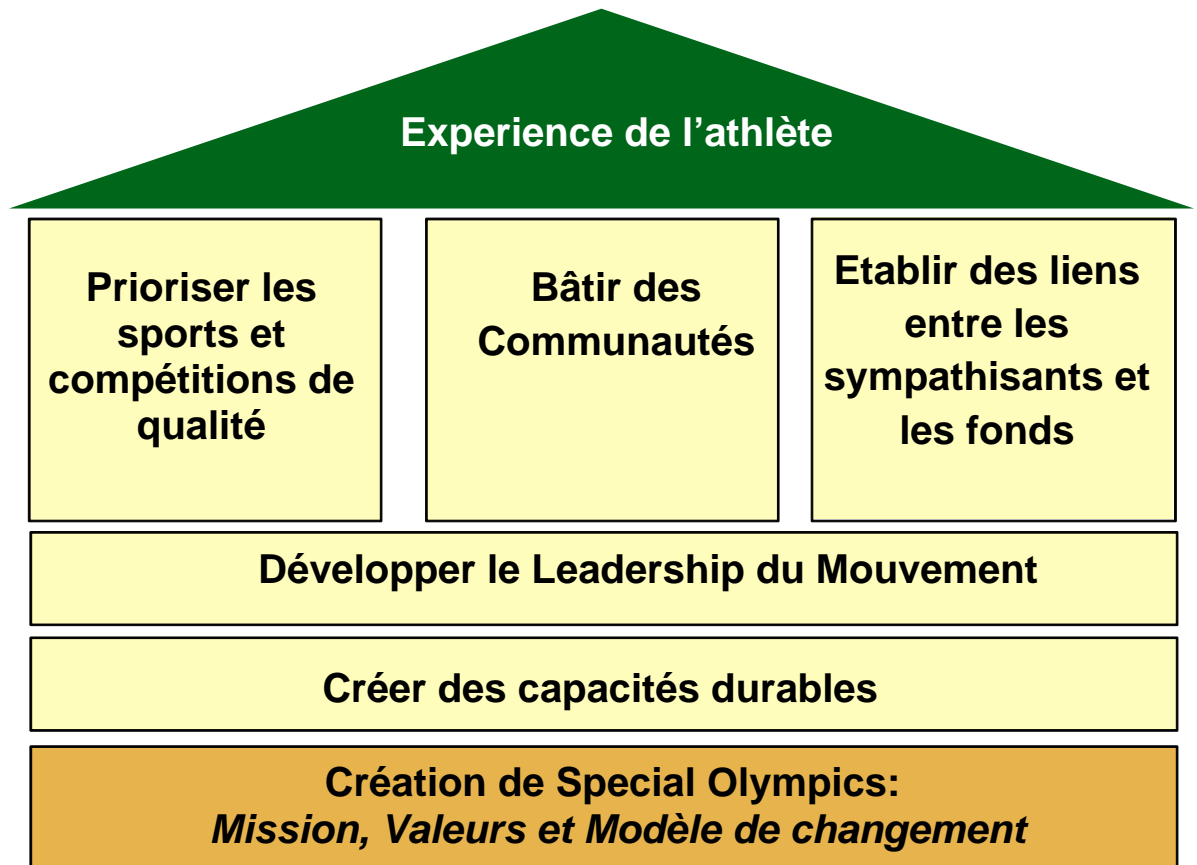 Experience de l’athlète
Prioriser les
sports et
compétitions de
qualité
Bâtir des
Communautés
Etablir des liens
entre les
sympathisants et
les fonds
Développer le Leadership du Mouvement
Créer des capacités durables
Création de Special Olympics:
Mission, Valeurs et Modèle de changement